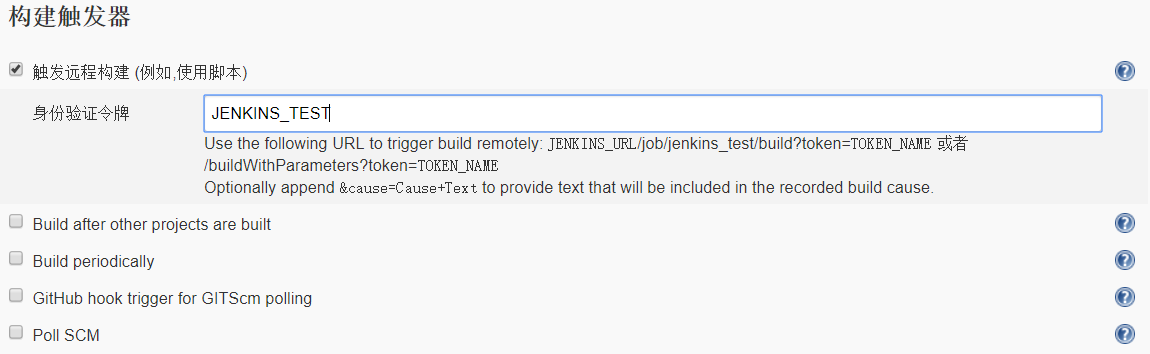 构建触发器
触发远程构建 (例如,使用脚本)
身份验证令牌
JENKINS_TEST
Use the following URL to trigger build remotely: JENKINS_URL/job/jenkins_test/build?token=TOKEN_NAME 或者
/buildWithParameters?token=TOKEN_NAME
Optionally append &cause=Cause+Text to provide text that will be included in the recorded build cause.
Build after other projects are built
Build periodically
GitHub hook trigger for GITScm polling
Poll SCM